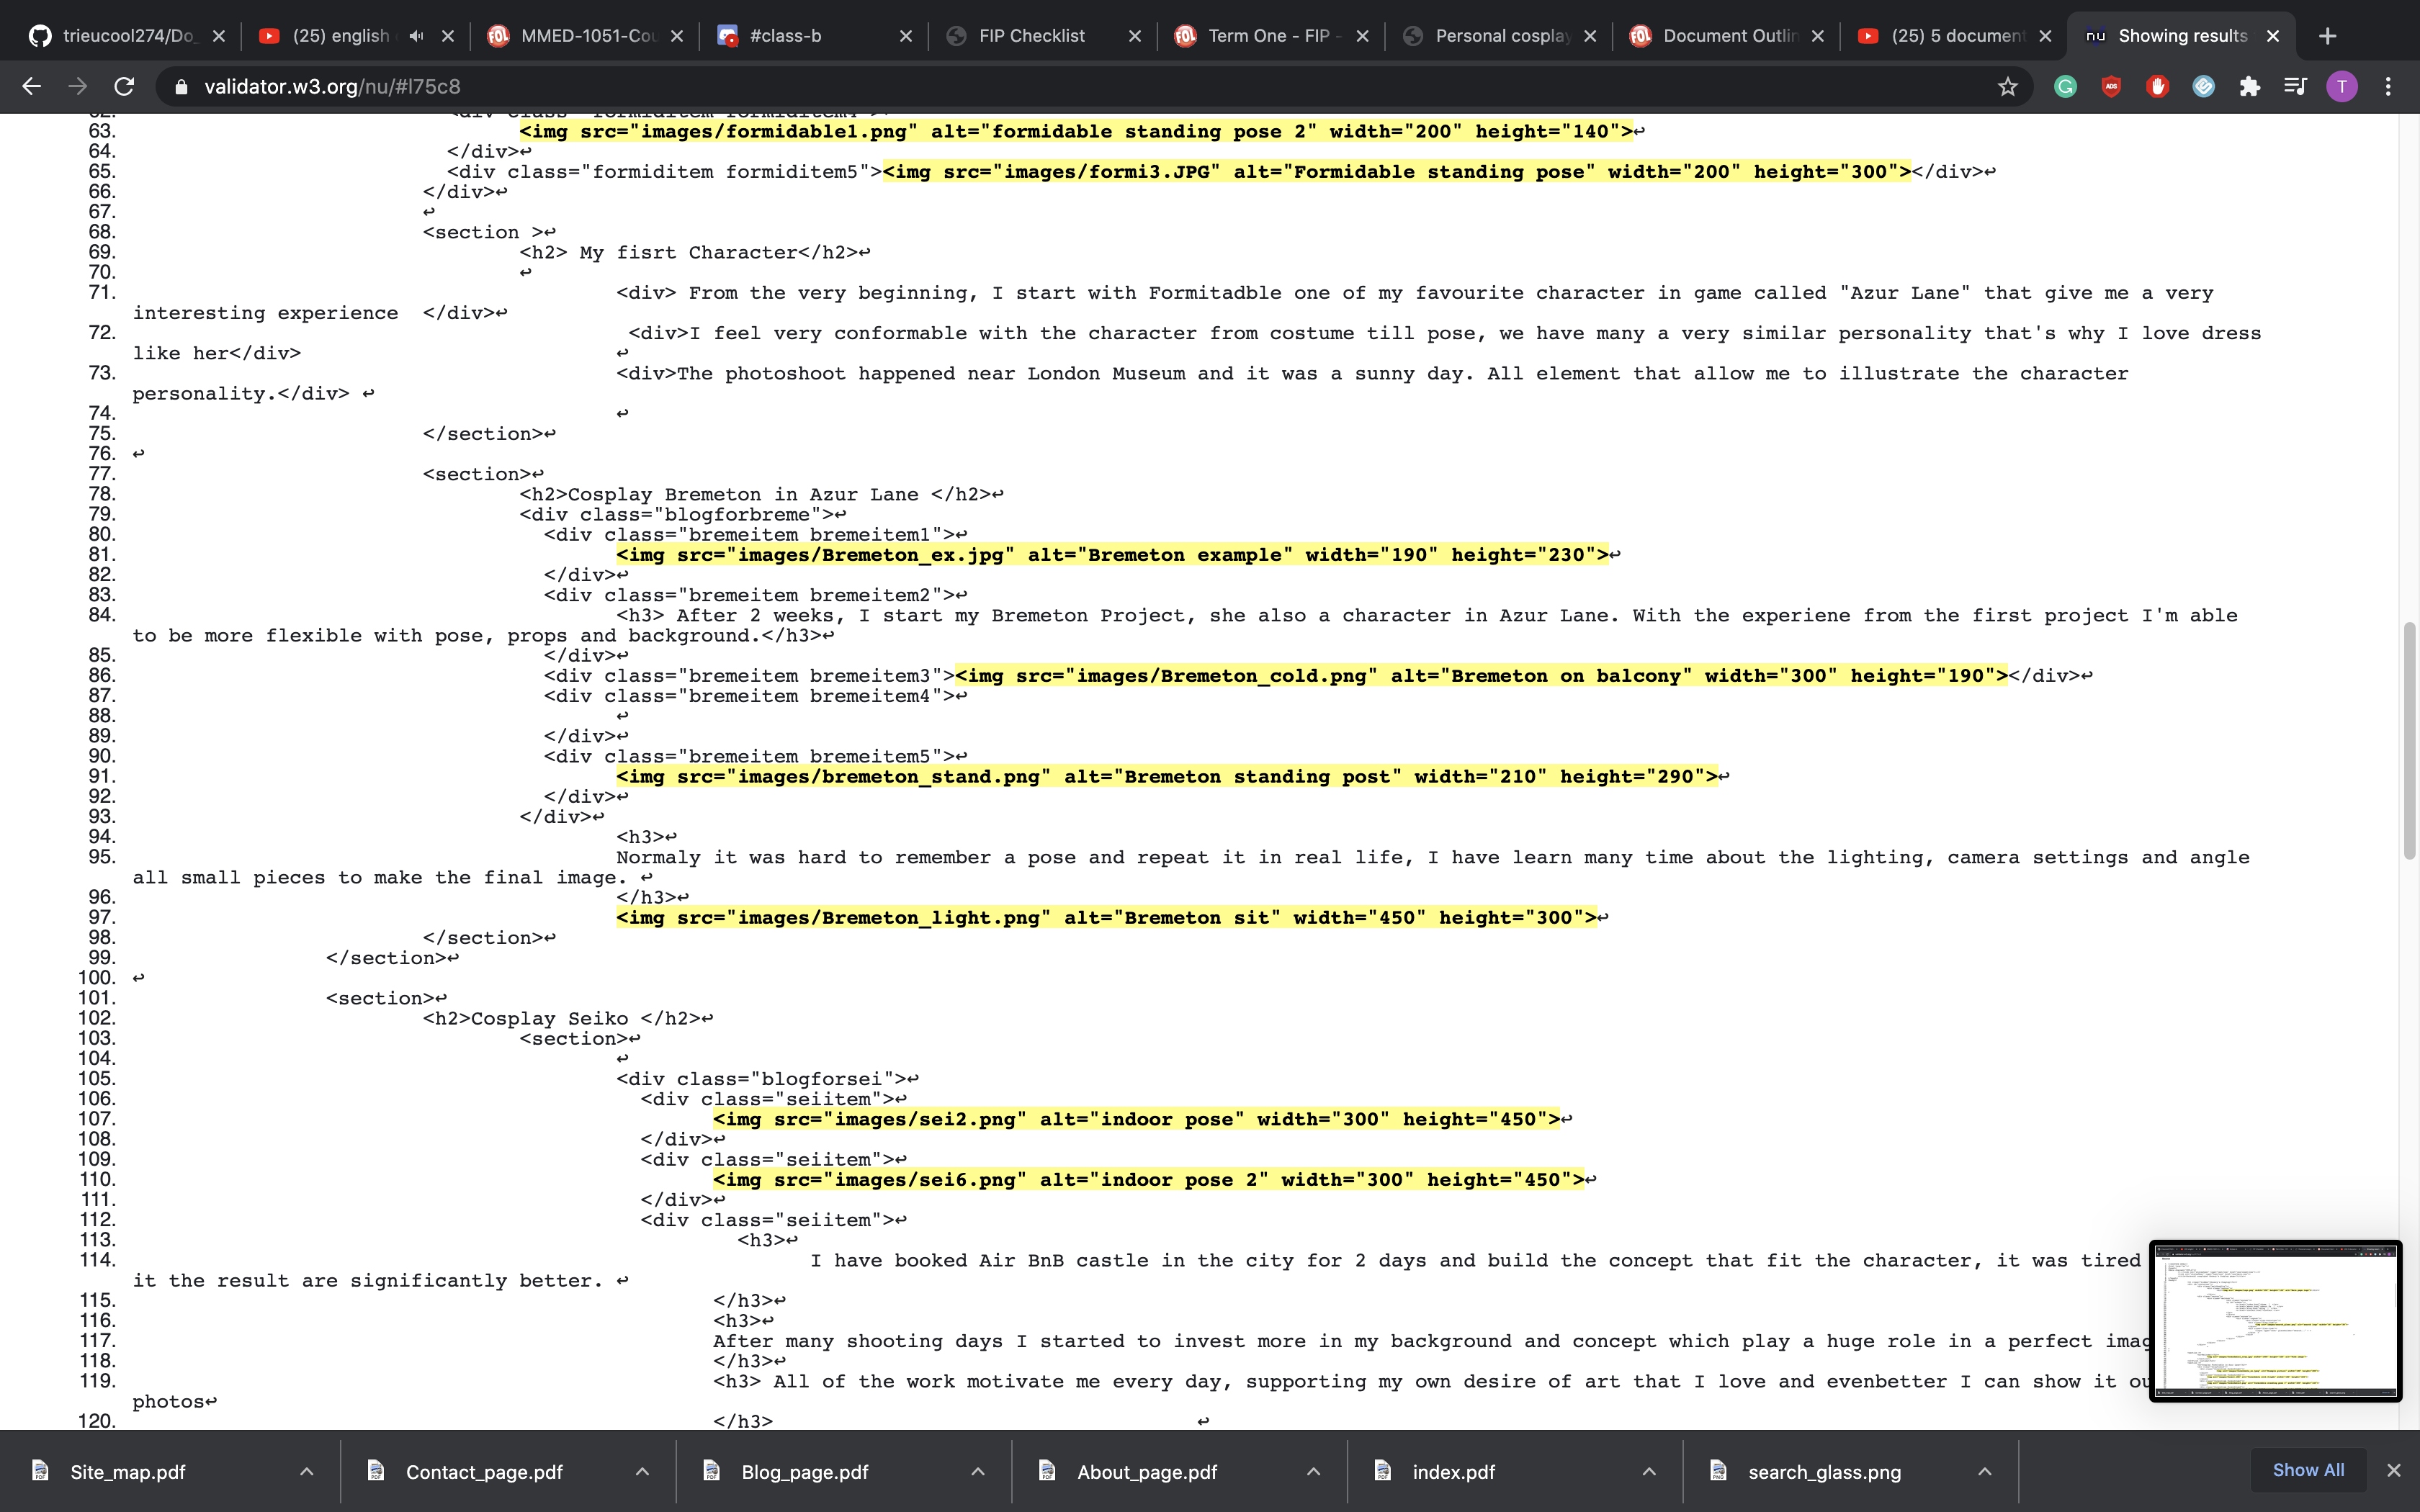 trieucool274/Do_
(25) english
MMED-1051-Cou
#class-b
FIP Checklist
Term One - FIP -
Personal cosplay
Document Outlin
(25) 5 document
nu Showing results
validator.w3.org/nu/#l75c8
62. <div class="formiditem formiditem4">↩
63. <img src="images/formidable1.png" alt="formidable standing pose 2" width="200" height="140">↩
64. </div>↩
65. <div class="formiditem formiditem5"><img src="images/formi3.JPG" alt="Formidable standing pose" width="200" height="300"></div>↩
66. </div>↩
67. ↩
68. <section >↩
69. <h2> My fisrt Character</h2>↩
70. ↩
71. <div> From the very beginning, I start with Formitadble one of my favourite character in game called "Azur Lane" that give me a very
interesting experience  </div>↩
72. <div>I feel very conformable with the character from costume till pose, we have many a very similar personality that's why I love dress
like her</div> ↩
73. <div>The photoshoot happened near London Museum and it was a sunny day. All element that allow me to illustrate the character
personality.</div> ↩
74. ↩
75. </section>↩
76. ↩
77. <section>↩
78. <h2>Cosplay Bremeton in Azur Lane </h2>↩
79. <div class="blogforbreme">↩
80. <div class="bremeitem bremeitem1">↩
81. <img src="images/Bremeton_ex.jpg" alt="Bremeton example" width="190" height="230">↩
82. </div>↩
83. <div class="bremeitem bremeitem2">↩
84. <h3> After 2 weeks, I start my Bremeton Project, she also a character in Azur Lane. With the experiene from the first project I'm able
to be more flexible with pose, props and background.</h3>↩
85. </div>↩
86. <div class="bremeitem bremeitem3"><img src="images/Bremeton_cold.png" alt="Bremeton on balcony" width="300" height="190"></div>↩
87. <div class="bremeitem bremeitem4">↩
88. ↩
89. </div>↩
90. <div class="bremeitem bremeitem5">↩
91. <img src="images/bremeton_stand.png" alt="Bremeton standing post" width="210" height="290">↩
92. </div>↩
93. </div>↩
94. <h3>↩
95. Normaly it was hard to remember a pose and repeat it in real life, I have learn many time about the lighting, camera settings and angle
all small pieces to make the final image. ↩
96. </h3>↩
97. <img src="images/Bremeton_light.png" alt="Bremeton sit" width="450" height="300">↩
98. </section>↩
99. </section>↩
100. ↩
101. <section>↩
102. <h2>Cosplay Seiko </h2>↩
103. <section>↩
104. ↩
105. <div class="blogforsei">↩
106. <div class="seiitem">↩
107. <img src="images/sei2.png" alt="indoor pose" width="300" height="450">↩
108. </div>↩
109. <div class="seiitem">↩
110. <img src="images/sei6.png" alt="indoor pose 2" width="300" height="450">↩
111. </div>↩
112. <div class="seiitem">↩
113. <h3>↩
114. I have booked Air BnB castle in the city for 2 days and build the concept that fit the character, it was tired
it the result are significantly better. ↩
115. </h3>↩
116. <h3>↩
117. After many shooting days I started to invest more in my background and concept which play a huge role in a perfect imag
118. </h3>↩
119. <h3> All of the work motivate me every day, supporting my own desire of art that I love and evenbetter I can show it ou
photos↩
120. </h3> ↩
Site_map.pdf
Contact_page.pdf
Blog_page.pdf
About_page.pdf
index.pdf
search_glass.png
Show All